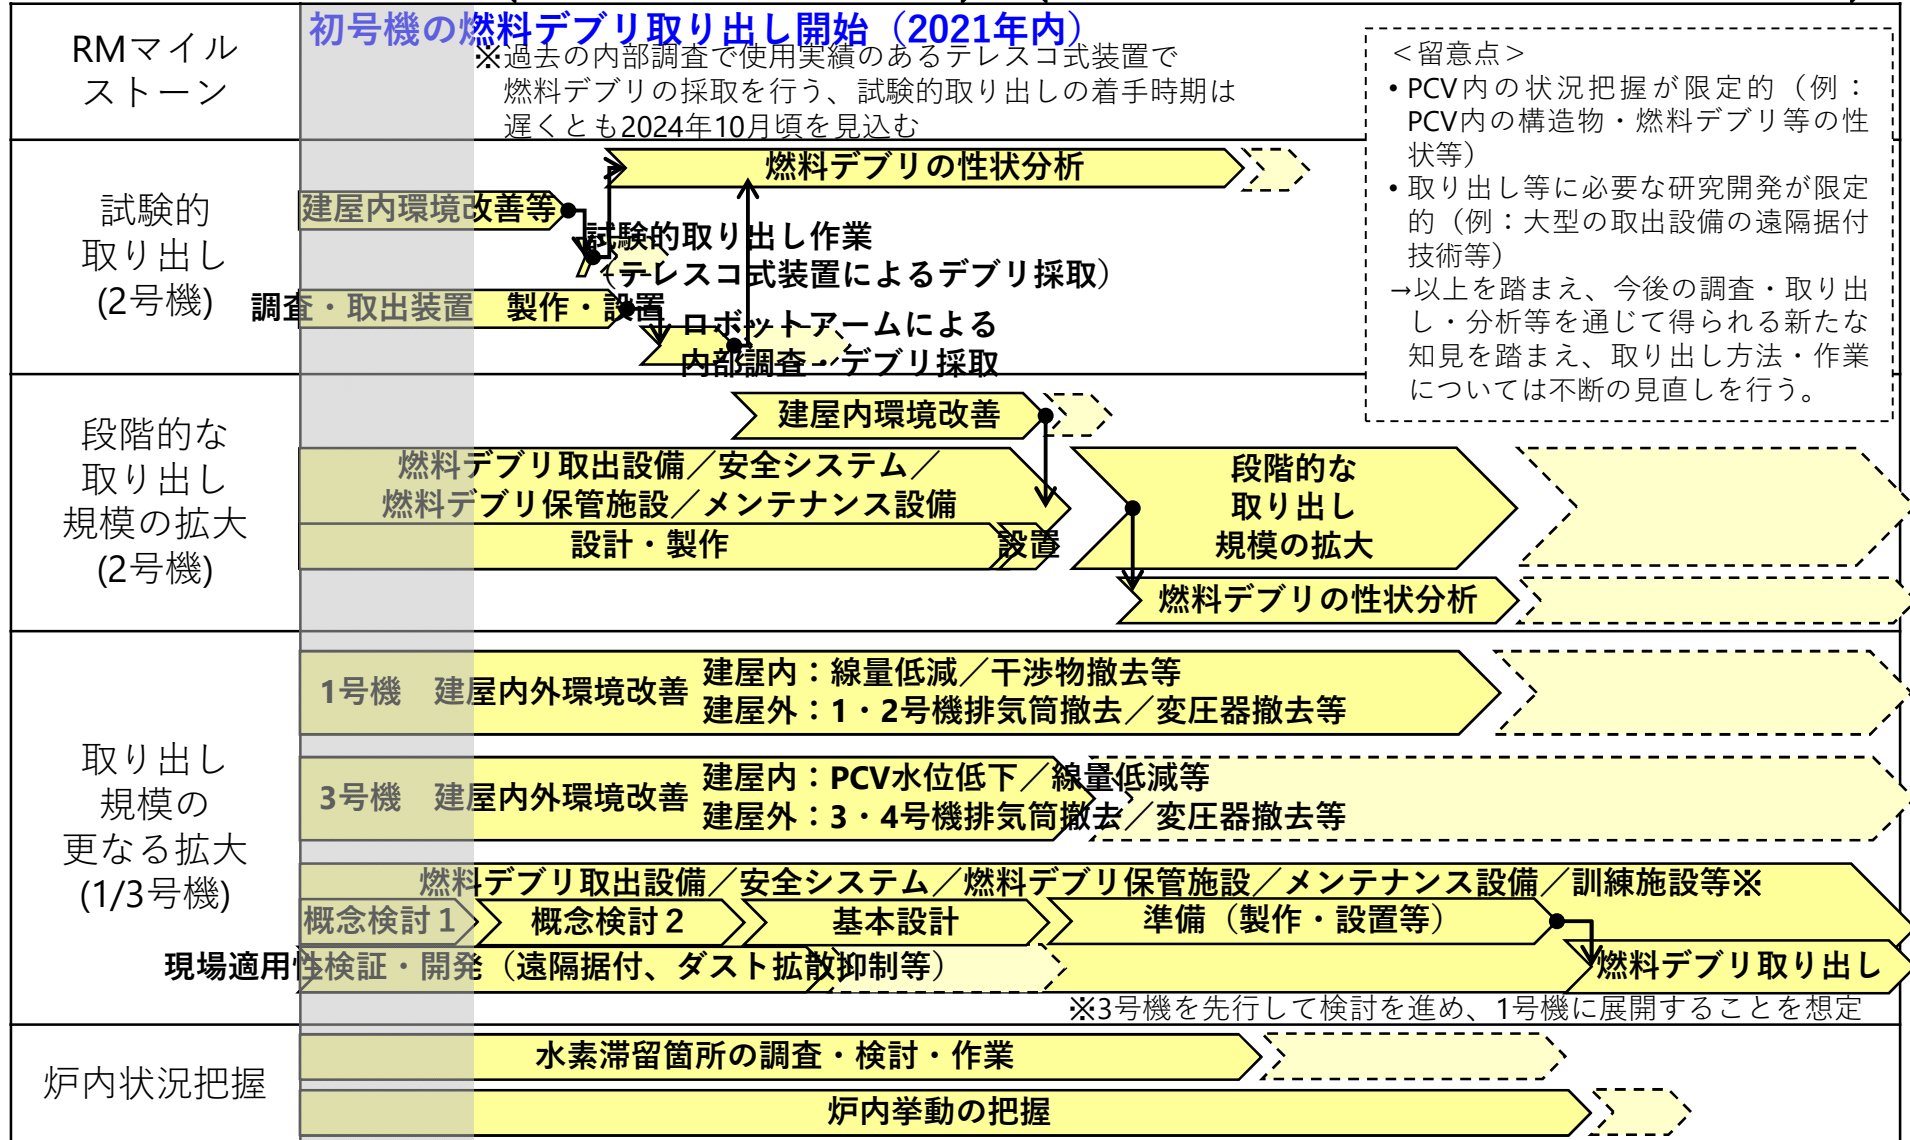 RMマイル
ストーン
初号機の燃料デブリ取り出し開始（2021年内）
※過去の内部調査で使用実績のあるテレスコ式装置で
燃料デブリの採取を行う、試験的取り出しの着手時期は
遅くとも2024年10月頃を見込む
＜留意点＞
• PCV内の状況把握が限定的（例：
PCV内の構造物・燃料デブリ等の性
状等）
• 取り出し等に必要な研究開発が限定
的（例：大型の取出設備の遠隔据付
技術等）
→以上を踏まえ、今後の調査・取り出
し・分析等を通じて得られる新たな
知見を踏まえ、取り出し方法・作業
については不断の見直しを行う。
試験的
取り出し
(2号機)
燃料デブリの性状分析
建屋内環境改善等
試験的取り出し作業
（テレスコ式装置によるデブリ採取）
調査・取出装置　製作・設置
ロボットアームによる
内部調査・デブリ採取
段階的な
取り出し
規模の拡大
(2号機)
建屋内環境改善
燃料デブリ取出設備／安全システム／
燃料デブリ保管施設／メンテナンス設備
設計・製作
設置
段階的な
取り出し
規模の拡大
燃料デブリの性状分析
取り出し
規模の
更なる拡大
(1/3号機)
1号機　建屋内外環境改善
建屋内：線量低減／干渉物撤去等
建屋外：1・2号機排気筒撤去／変圧器撤去等
3号機　建屋内外環境改善
建屋内：PCV水位低下／線量低減等
建屋外：3・4号機排気筒撤去／変圧器撤去等
燃料デブリ取出設備／安全システム／燃料デブリ保管施設／メンテナンス設備／訓練施設等※
概念検討１
概念検討２
基本設計
準備（製作・設置等）
現場適用性検証・開発（遠隔据付、ダスト拡散抑制等）
燃料デブリ取り出し
※3号機を先行して検討を進め、1号機に展開することを想定
炉内状況把握
水素滞留箇所の調査・検討・作業
炉内挙動の把握